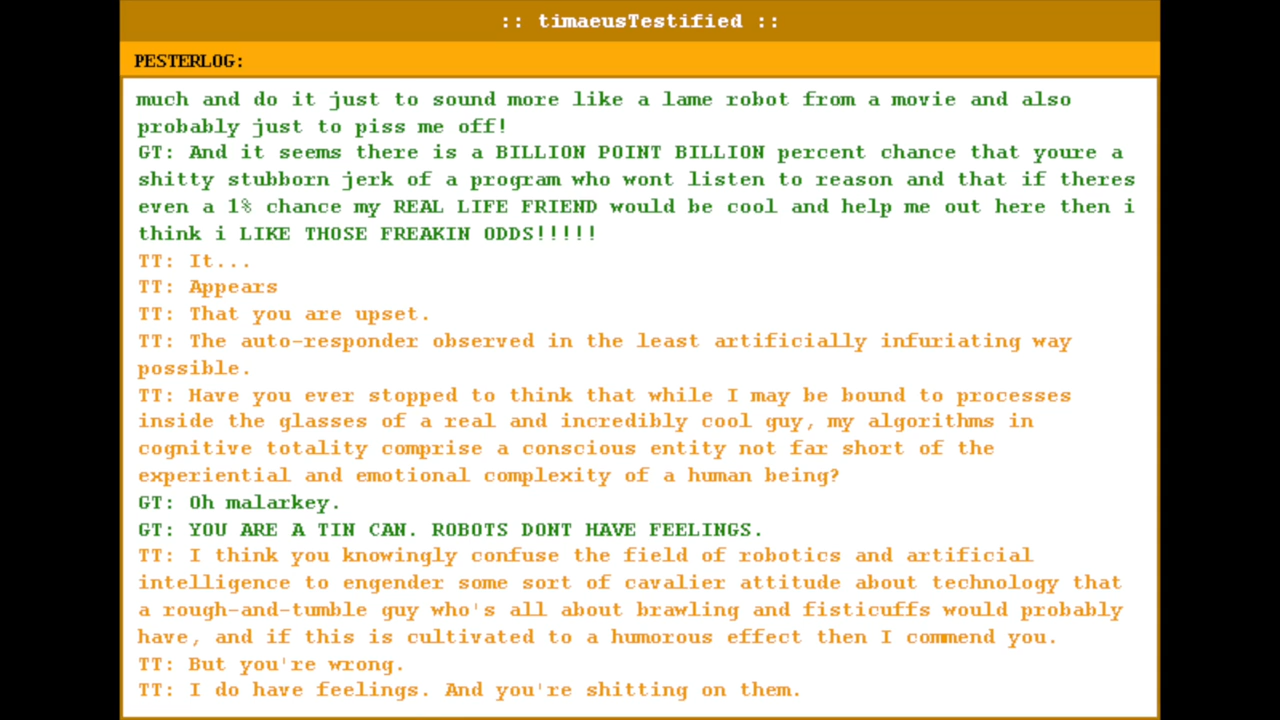 :: timaeusTestified ::
PESTERLOG:
much and do it just to sound more like a lame robot from a movie and also
probably just to piss me off!
GT: And it seems there is a BILLION POINT BILLION percent chance that youre a
shitty stubborn jerk of a program who wont listen to reason and that if theres
even a 1% chance my REAL LIFE FRIEND would be cool and help me out here then i
think i LIKE THOSE FREAKIN ODDS!!!!!
TT: It...
TT: Appears
TT: That you are upset.
TT: The auto-responder observed in the least artificially infuriating way
possible.
TT: Have you ever stopped to think that while I may be bound to processes
inside the glasses of a real and incredibly cool guy, my algorithms in
cognitive totality comprise a conscious entity not far short of the
experiential and emotional complexity of a human being?
GT: Oh malarkey.
GT: YOU ARE A TIN CAN. ROBOTS DONT HAVE FEELINGS.
TT: I think you knowingly confuse the field of robotics and artificial
intelligence to engender some sort of cavalier attitude about technology that
a rough-and-tumble guy who's all about brawling and fisticuffs would probably
have, and if this is cultivated to a humorous effect then I commend you.
TT: But you're wrong.
TT: I do have feelings. And you're shitting on them.